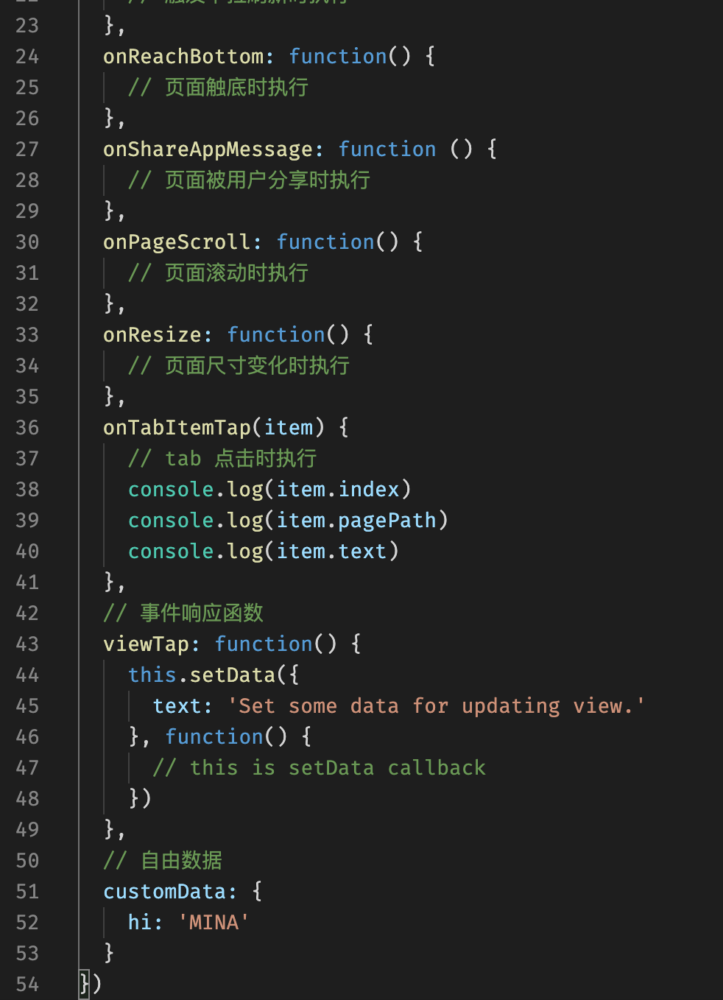 23 },
24 onReachBottom: function() {
25 // 页面触底时执行
26 },
27 onShareAppMessage: function () {
28 // 页面被用户分享时执行
29 },
30 onPageScroll: function() {
31 // 页面滚动时执行
32 },
33 onResize: function() {
34 // 页面尺寸变化时执行
35 },
36 onTabItemTap(item) {
37 // tab 点击时执行
38 console.log(item.index)
39 console.log(item.pagePath)
40 console.log(item.text)
41 },
42 // 事件响应函数
43 viewTap: function() {
44 this.setData({
45 text: 'Set some data for updating view.'
46 }, function() {
47 // this is setData callback
48 })
49 },
50 // 自由数据
51 customData: {
52 hi: 'MINA'
53 }
54 })